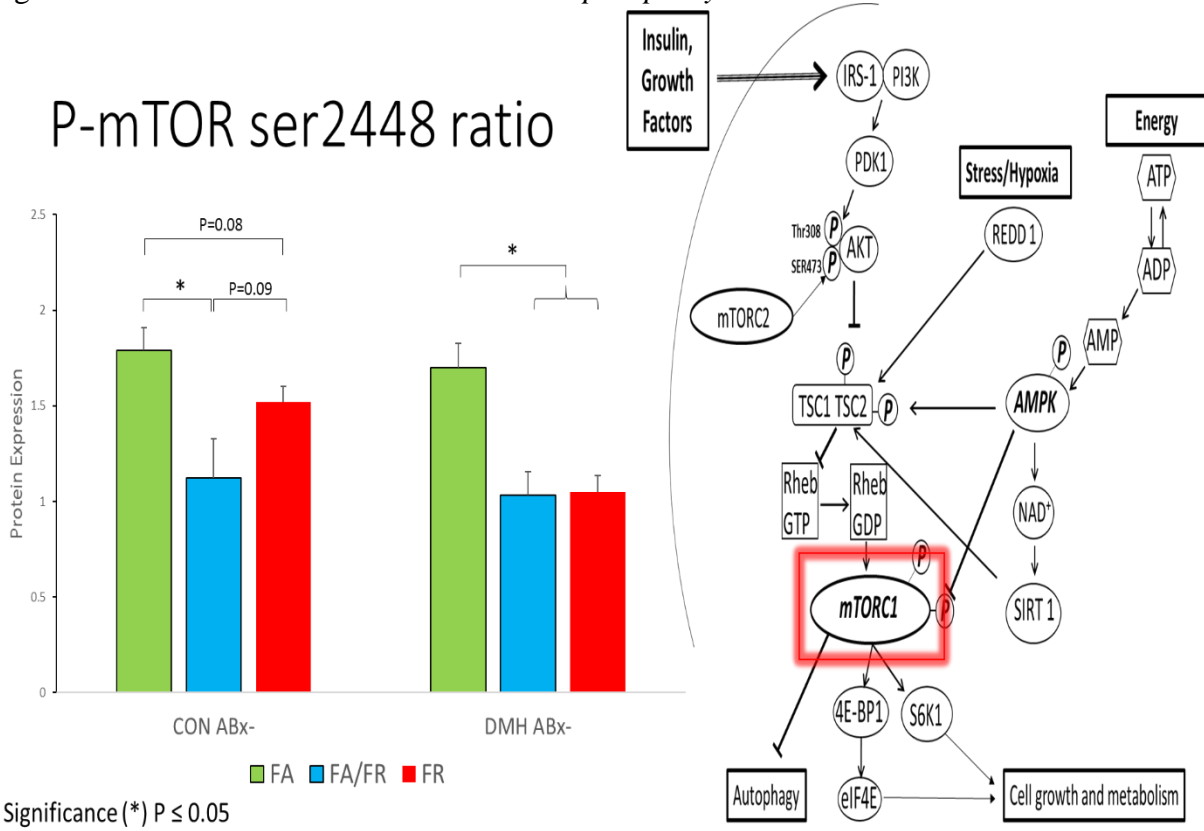 P-mTOR ser2448 ratio
Protein Expression
2.5
2
1.5
1
0.5
0
P=0.08
*
P=0.09
*
CON ABx-
DMH ABx-
FA
FA/FR
FR
Significance (*) P ≤ 0.05
Insulin,
Growth
Factors
IRS-1
PI3K
PDK1
Thr308
P
SER473
P
AKT
mTORC2
Stress/Hypoxia
REDD 1
Energy
ATP
ADP
AMP
P
AMPK
P
TSC1 TSC2
P
Rheb
GTP
Rheb
GDP
NAD+
SIRT 1
P
mTORC1
P
4E-BP1
S6K1
eIF4E
Autophagy
Cell growth and metabolism